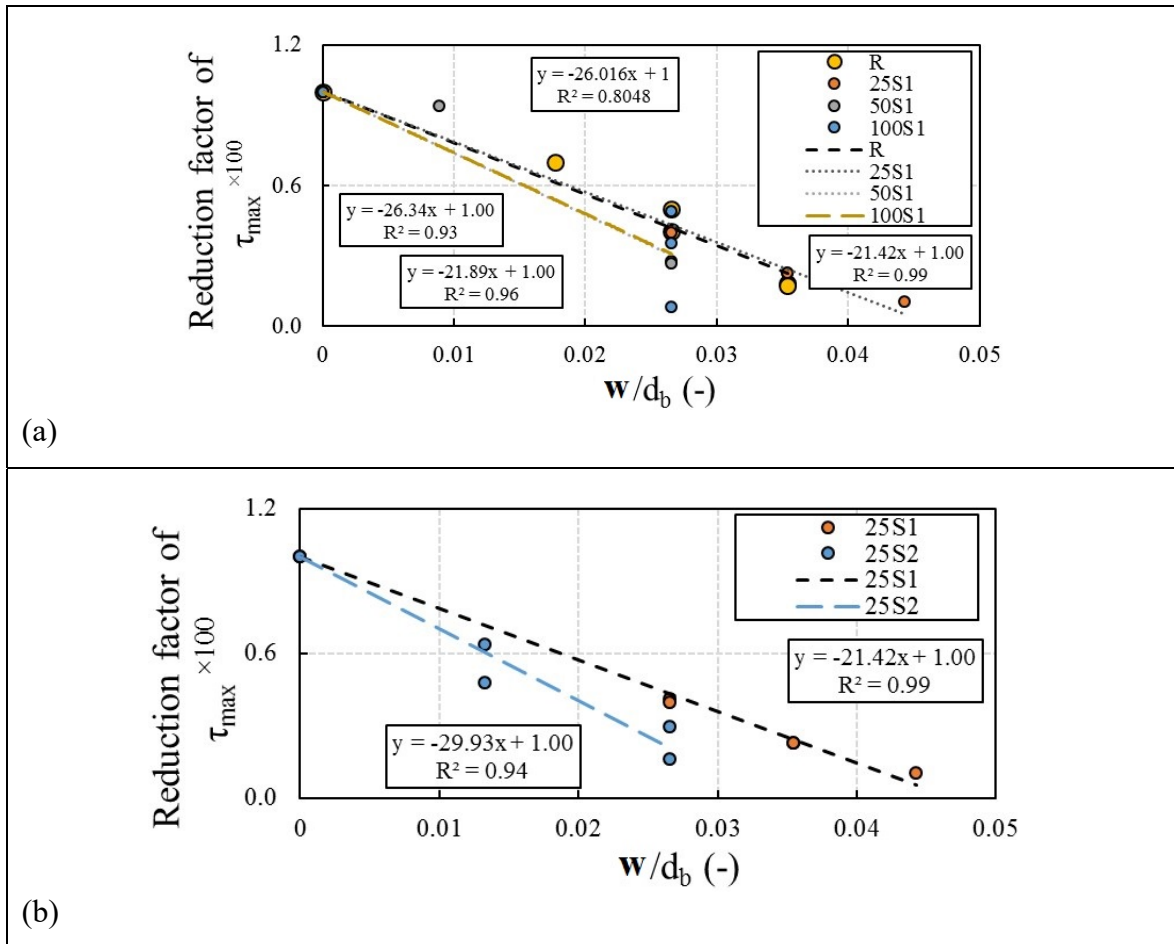 1.2
0.6
0.0
Reduction factor of
τmax ×100
y = -26.016x + 1
R² = 0.8048
R
25S1
50S1
100S1
R
25S1
50S1
100S1
y = -26.34x + 1.00
R² = 0.93
y = -21.89x + 1.00
R² = 0.96
y = -21.42x + 1.00
R² = 0.99
0 0.01 0.02 0.03 0.04 0.05
w/db (-)
(a)
1.2
0.6
0.0
Reduction factor of
τmax ×100
25S1
25S2
25S1
25S2
y = -21.42x + 1.00
R² = 0.99
y = -29.93x + 1.00
R² = 0.94
0 0.01 0.02 0.03 0.04 0.05
w/db (-)
(b)